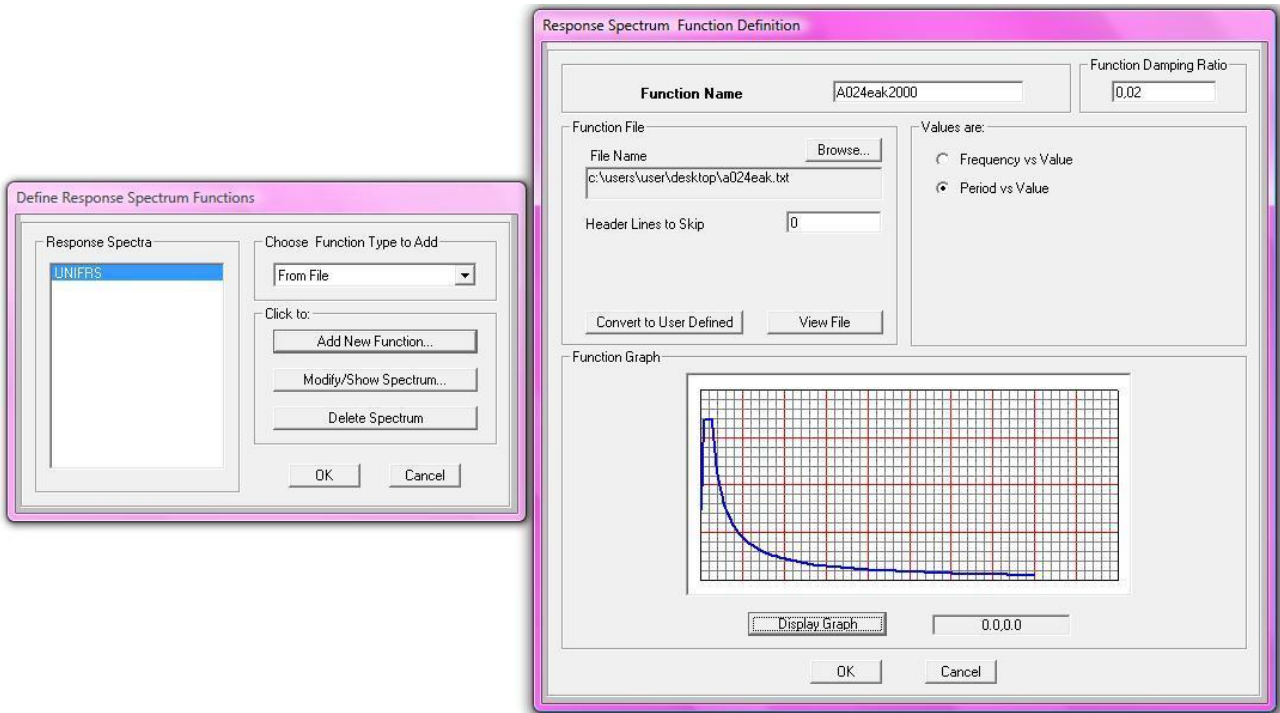 Define Response Spectrum Functions
Response Spectra
UNIFRS
Choose Function Type to Add
From File
Click to:
Add New Function...
Modify/Show Spectrum...
Delete Spectrum
OK
Cancel
Response Spectrum Function Definition
Function Name
A024eak2000
Function Damping Ratio
0,02
Function File
File Name
Browse...
c:\users\user\desktop\a024eak.txt
Header Lines to Skip
0
Convert to User Defined
View File
Values are:
Frequency vs Value
Period vs Value
Function Graph
Display Graph
0.0,0.0
OK
Cancel